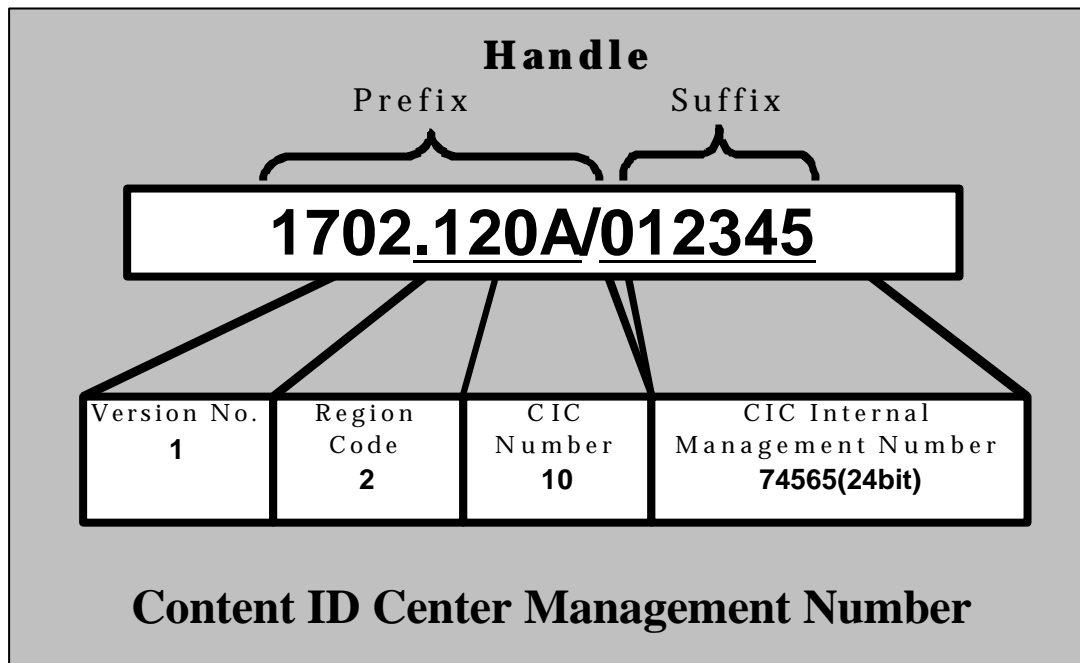 Handle
Prefix Suffix
1702.120A/012345
Version No.
1
Region
Code
2
CIC
Number
10
CIC Internal
Management Number
74565(24bit)
Content ID Center Management Number